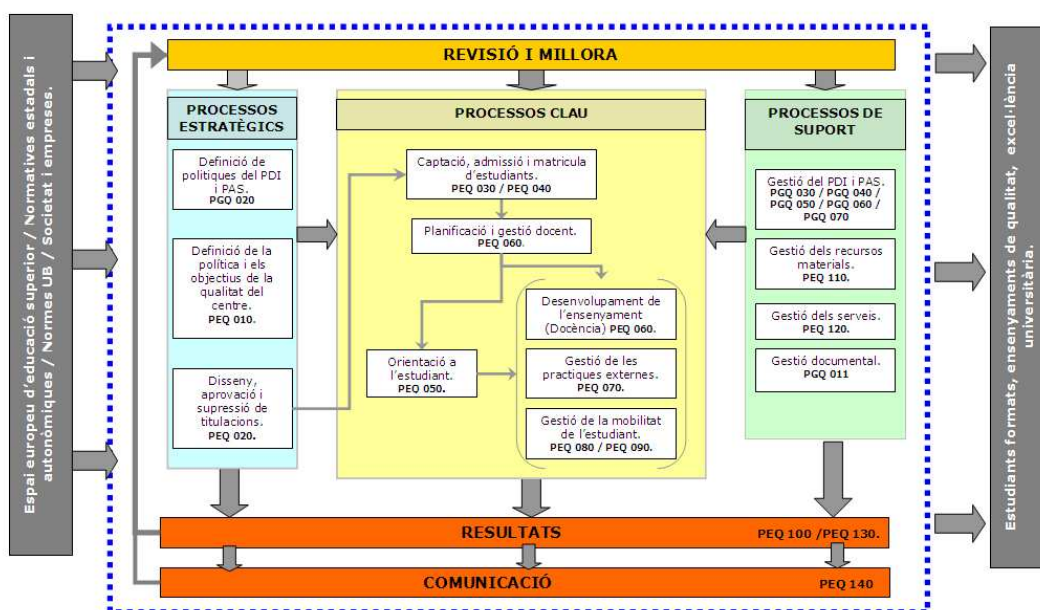 Espai europeu d'educació superior / Normatives estadals i
autonòmiques / Normes UB / Societat i empreses.
REVISIÓ I MILLORA
PROCESSOS
ESTRATÈGICS
Definició de
politiques del PDI
i PAS.
PGQ 020
Definició de la
política i els
objectius de la
qualitat del
centre.
PEQ 010.
Disseny,
aprovació i
supressió de
titulacions.
PEQ 020.
PROCESSOS CLAU
Captació, admissió i matricula
d'estudiants.
PEQ 030 / PEQ 040
Planificació i gestió docent.
PEQ 060.
Orientació a
l'estudiant.
PEQ 050.
Desenvolupament de
l'ensenyament
(Docència) PEQ 060.
Gestió de les
practiques externes.
PEQ 070.
Gestió de la mobilitat
de l'estudiant.
PEQ 080 / PEQ 090.
PROCESSOS DE
SUPORT
Gestió del PDI i PAS.
PGQ 030 / PGQ 040 /
PGQ 050 / PGQ 060 /
PGQ 070
Gestió dels recursos
materials.
PEQ 110.
Gestió dels serveis.
PEQ 120.
Gestió documental.
PGQ 011
RESULTATS
PEQ 100 /PEQ 130.
COMUNICACIÓ
PEQ 140
Estudiants formats, ensenyaments de qualitat, excel·lència
universitària.